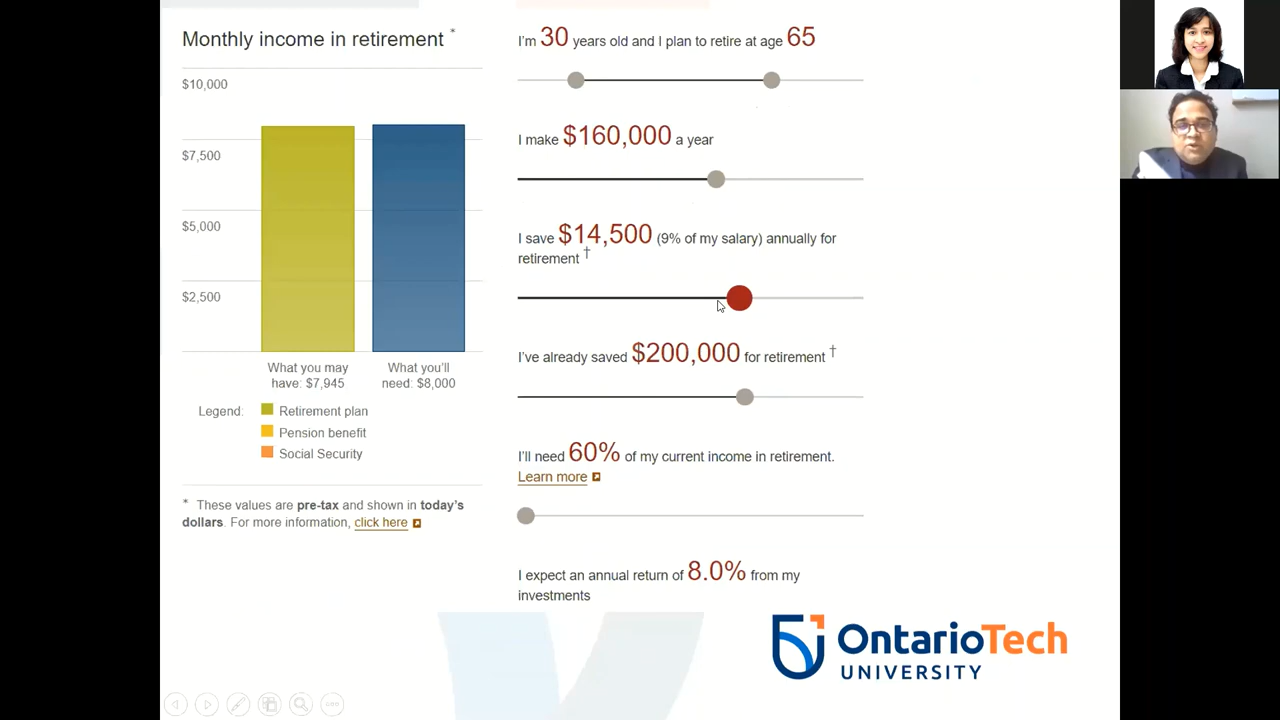 Monthly income in retirement *
$10,000
$7,500
$5,000
$2,500
What you may
have: $7,945
What you'll
need: $8,000
Legend:
Retirement plan
Pension benefit
Social Security
* These values are pre-tax and shown in today's
dollars. For more information, click here
I'm 30 years old and I plan to retire at age 65
I make $160,000 a year
I save $14,500 (9% of my salary) annually for
retirement †
I've already saved $200,000 for retirement †
I'll need 60% of my current income in retirement.
Learn more
I expect an annual return of 8.0% from my
investments
OntarioTech
UNIVERSITY